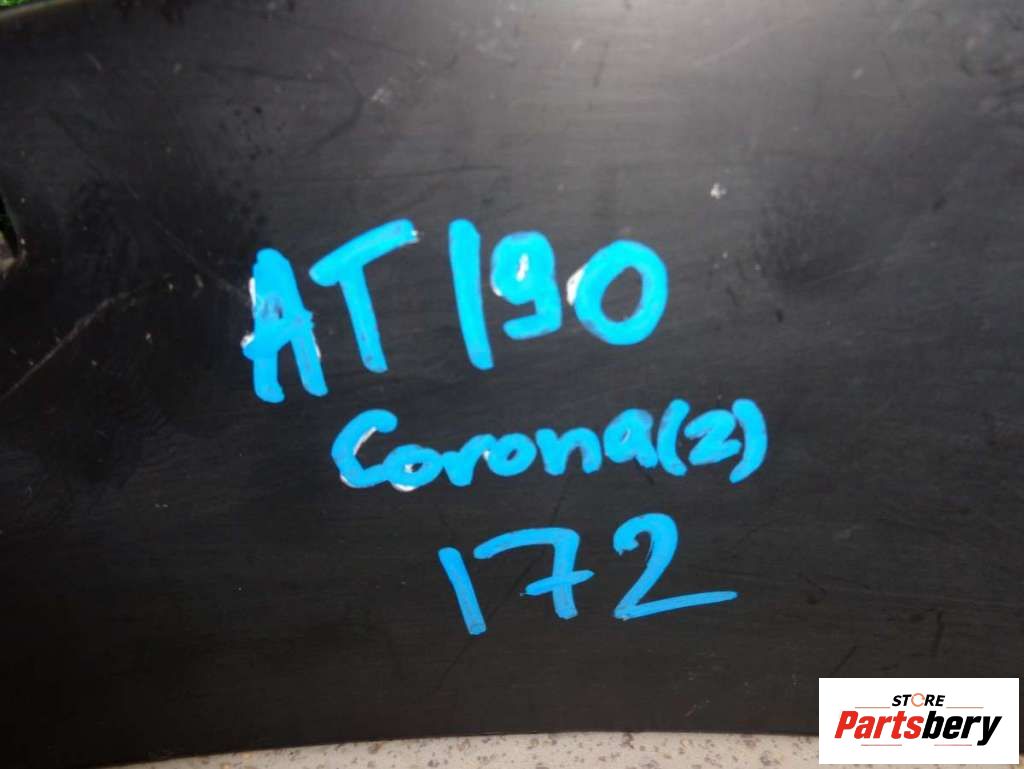 AT190
Corona(2)
172
STORE
Partsbery